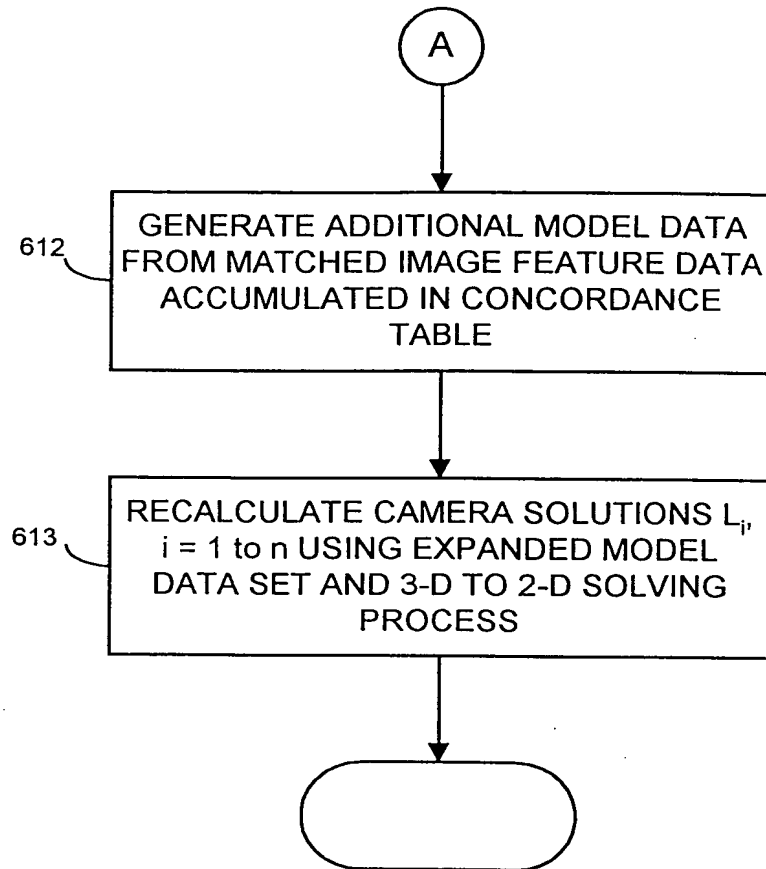 A
612
GENERATE ADDITIONAL MODEL DATA
FROM MATCHED IMAGE FEATURE DATA
ACCUMULATED IN CONCORDANCE
TABLE
613
RECALCULATE CAMERA SOLUTIONS Li,
i = 1 to n USING EXPANDED MODEL
DATA SET AND 3-D TO 2-D SOLVING
PROCESS